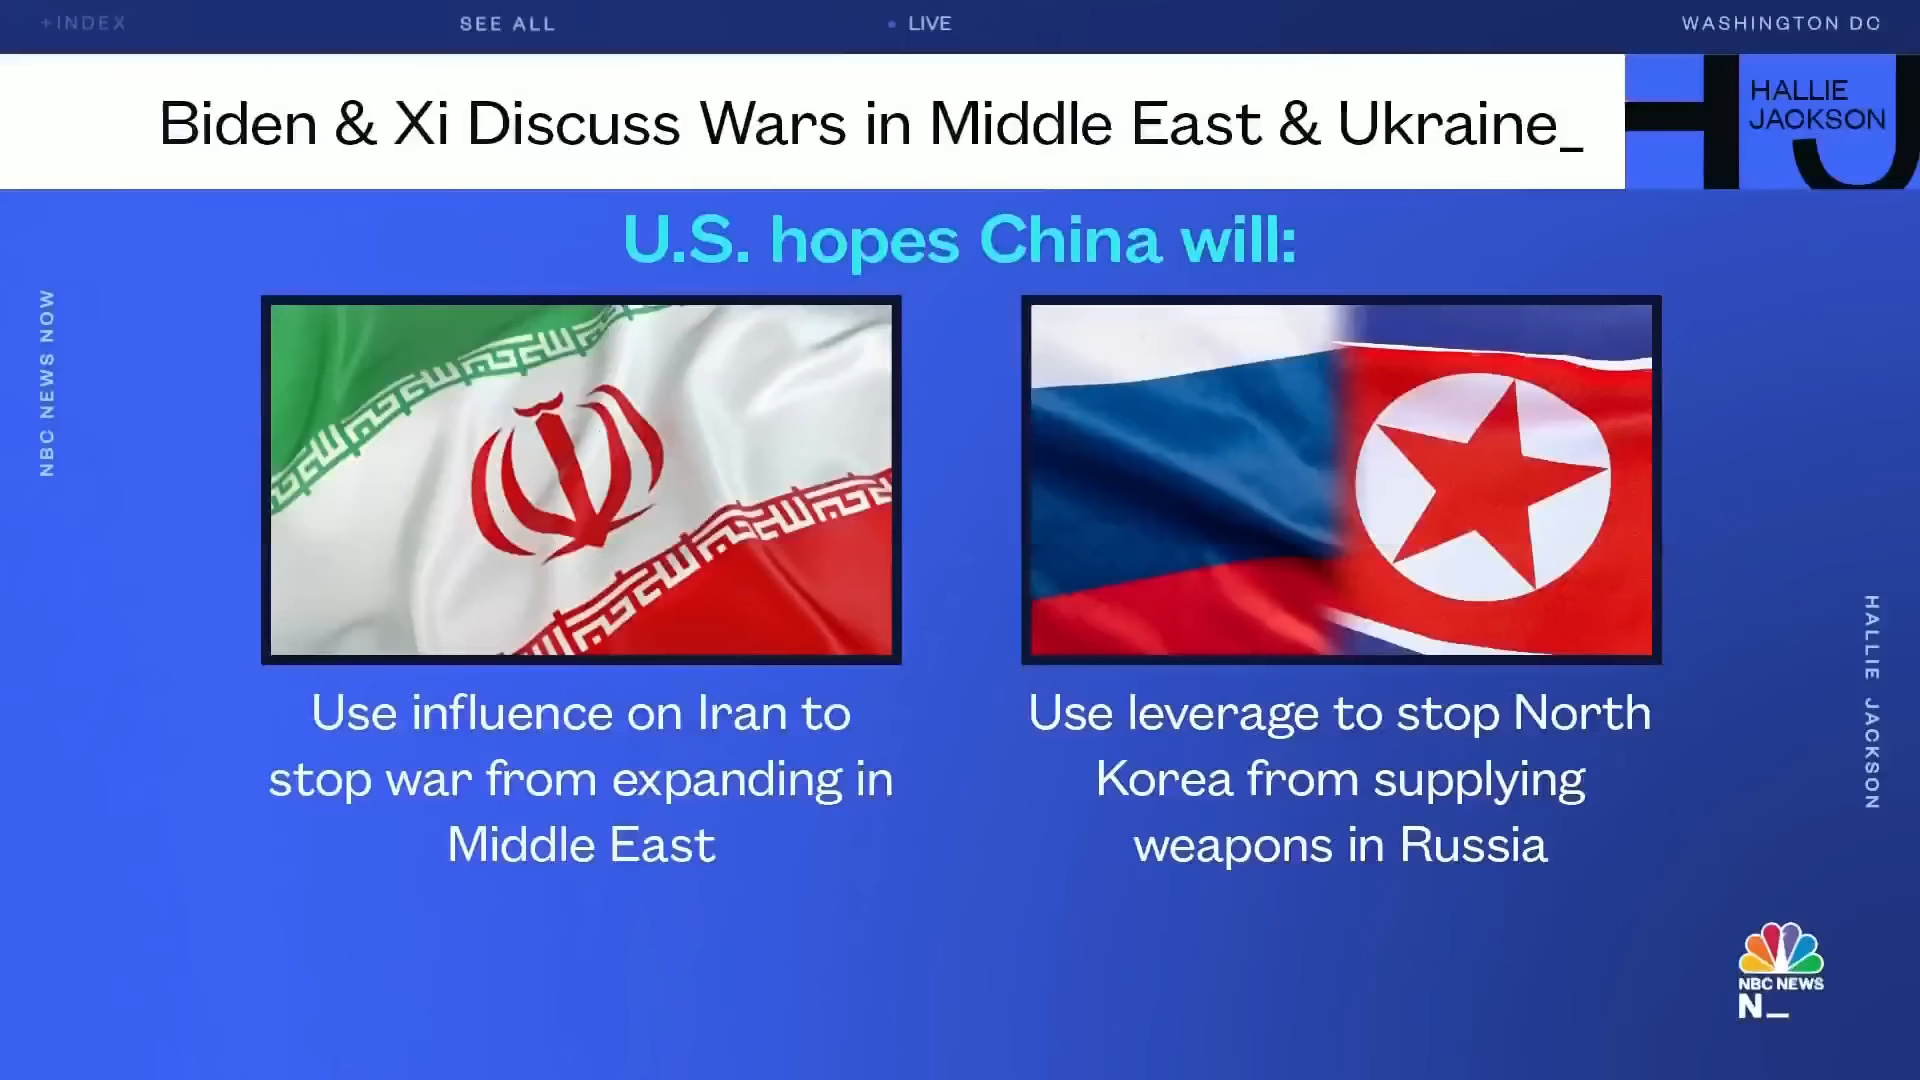 +INDEX
SEE ALL
LIVE
WASHINGTON DC
Biden & Xi Discuss Wars in Middle East & Ukraine_
HJ
HALLIE
JACKSON
U.S. hopes China will:
NBC NEWS NOW
Use influence on Iran to
stop war from expanding in
Middle East
Use leverage to stop North
Korea from supplying
weapons in Russia
HALLIE JACKSON
NBC NEWS
N_